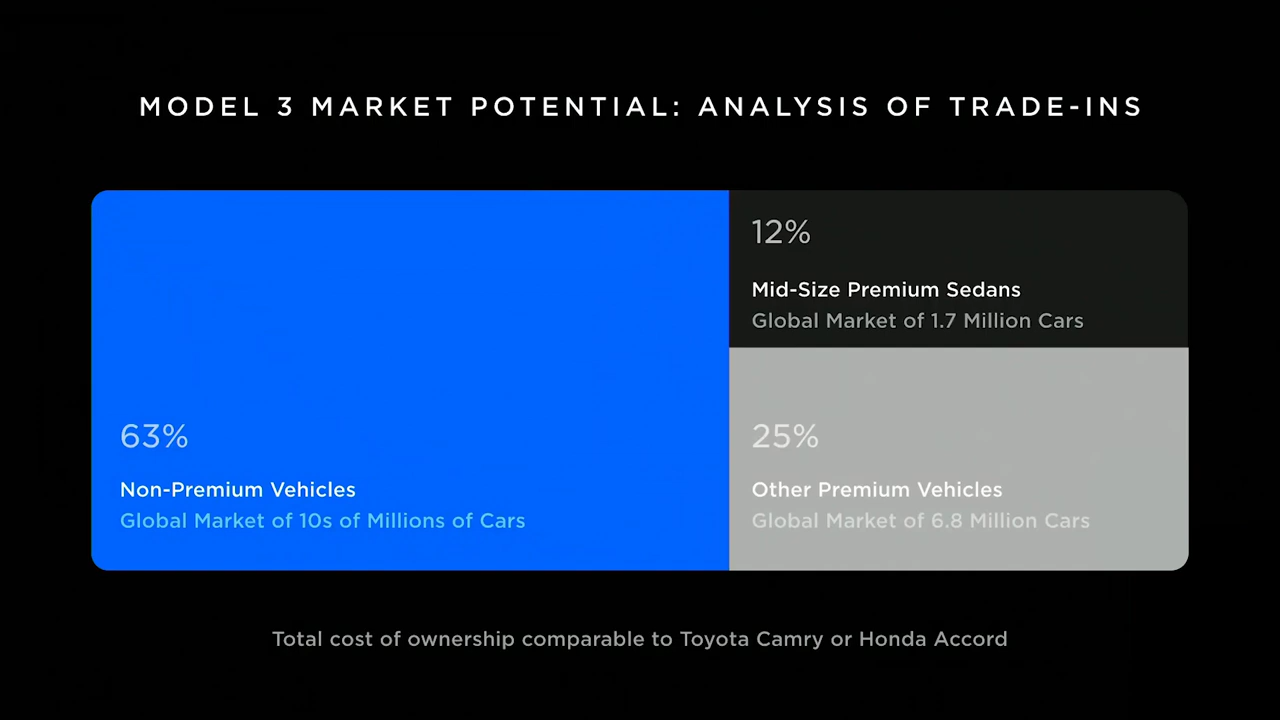 MODEL 3 MARKET POTENTIAL: ANALYSIS OF TRADE-INS
63%
Non-Premium Vehicles
Global Market of 10s of Millions of Cars
12%
Mid-Size Premium Sedans
Global Market of 1.7 Million Cars
25%
Other Premium Vehicles
Global Market of 6.8 Million Cars
Total cost of ownership comparable to Toyota Camry or Honda Accord